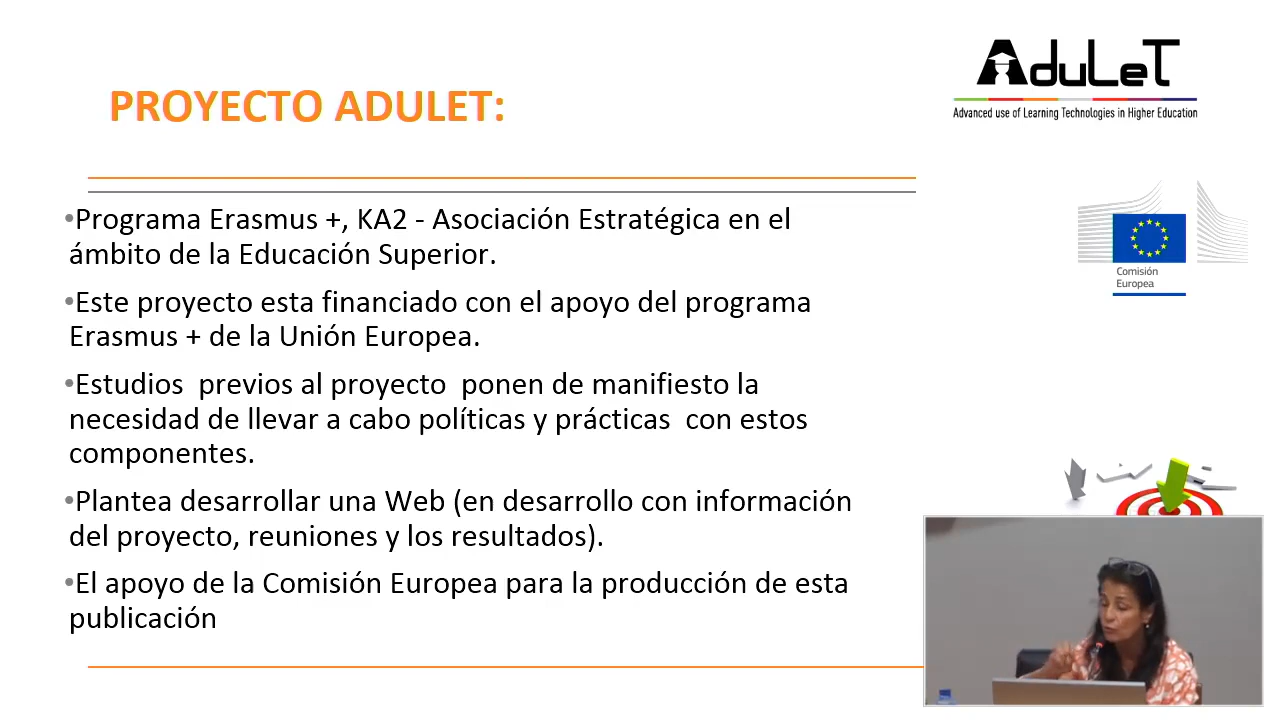 AduLeT
Advanced use of Learning Technologies in Higher Education
PROYECTO ADULET:
•Programa Erasmus +, KA2 - Asociación Estratégica en el
ámbito de la Educación Superior.
•Este proyecto esta financiado con el apoyo del programa
Erasmus + de la Unión Europea.
•Estudios  previos al proyecto  ponen de manifiesto la
necesidad de llevar a cabo políticas y prácticas  con estos
componentes.
•Plantea desarrollar una Web (en desarrollo con información
del proyecto, reuniones y los resultados).
•El apoyo de la Comisión Europea para la producción de esta
publicación
Comisión
Europea